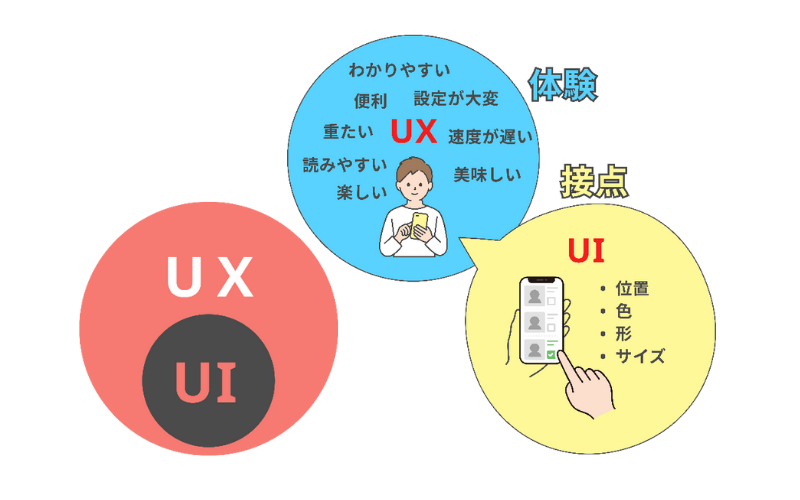 わかりやすい
便利
設定が大変
重たい
UX
速度が遅い
読みやすい
美味しい
楽しい
体験
接点
UI
• 位置
• 色
• 形
• サイズ
UX
UI